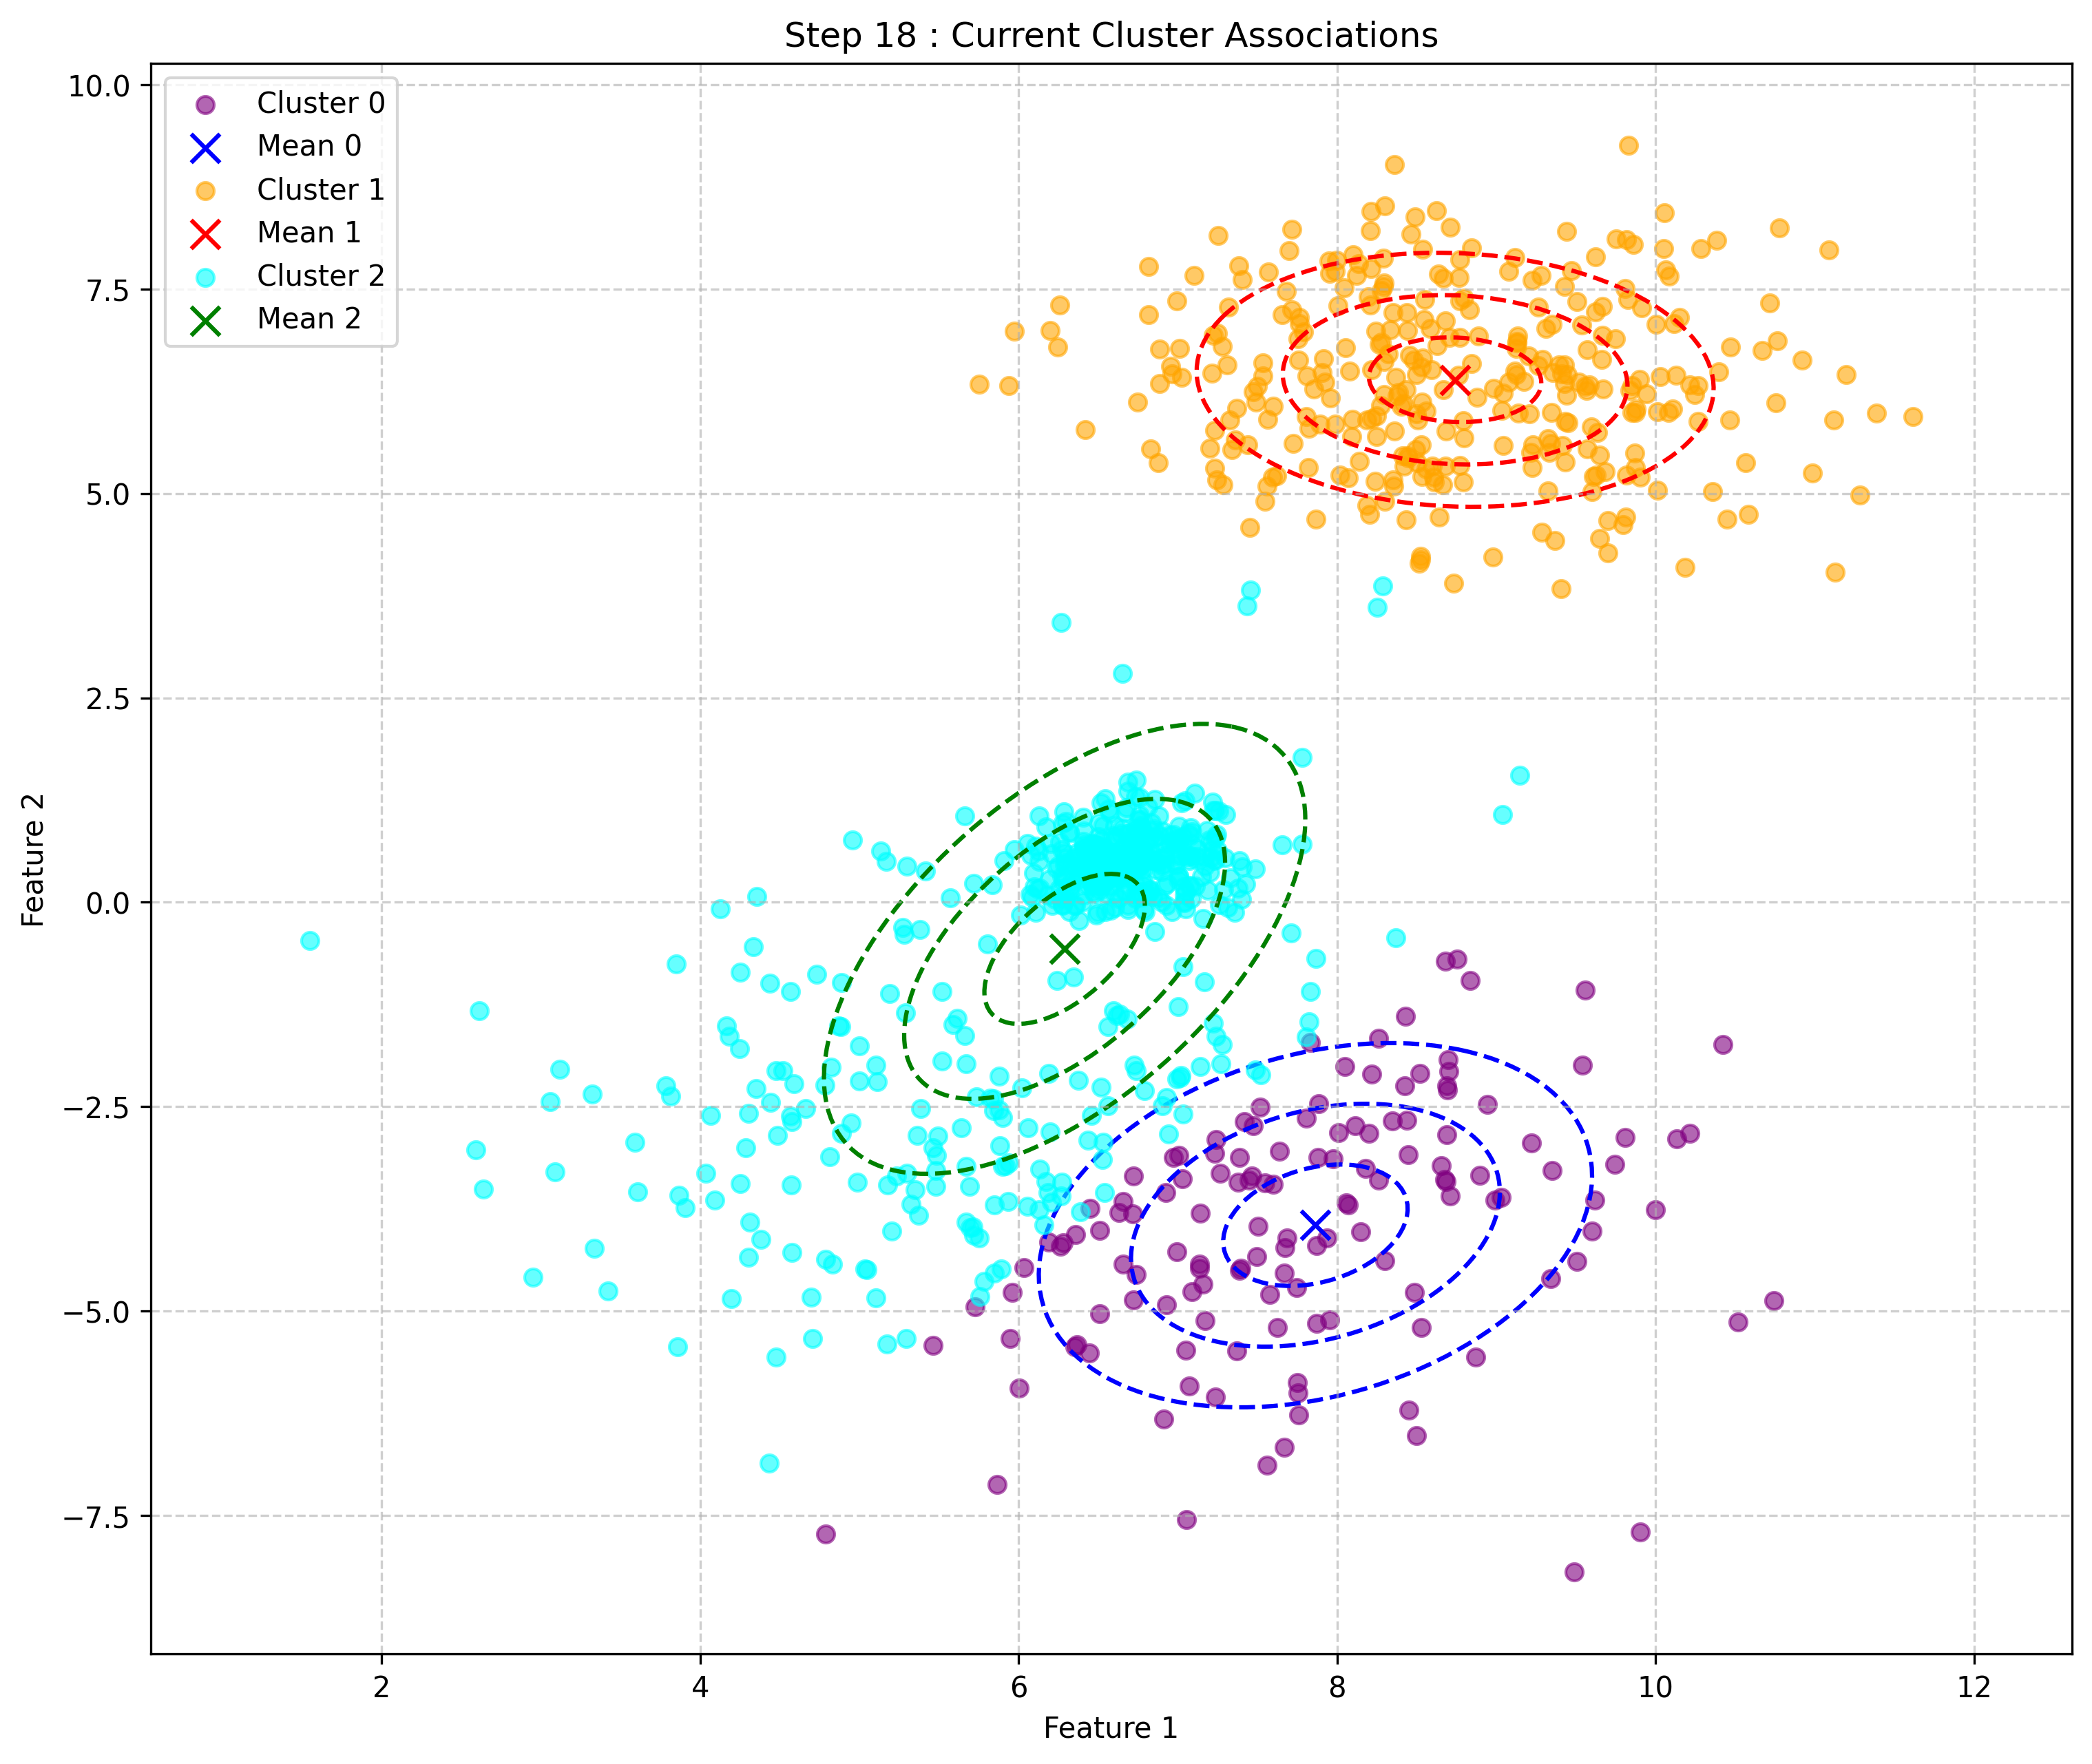 Step 18 : Current Cluster Associations
Cluster 0
Mean 0
Cluster 1
Mean 1
Cluster 2
Mean 2
10.0
7.5
5.0
2.5
0.0
−2.5
−5.0
−7.5
Feature 2
2
4
6
8
10
12
Feature 1